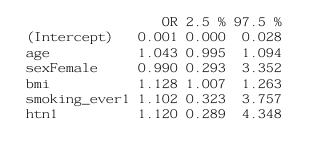 OR 2.5 % 97.5 %
(Intercept) 0.001 0.000 0.028
age 1.043 0.995 1.094
sexFemale 0.990 0.293 3.352
bmi 1.128 1.007 1.263
smoking_ever1 1.102 0.323 3.757
htn1 1.120 0.289 4.348